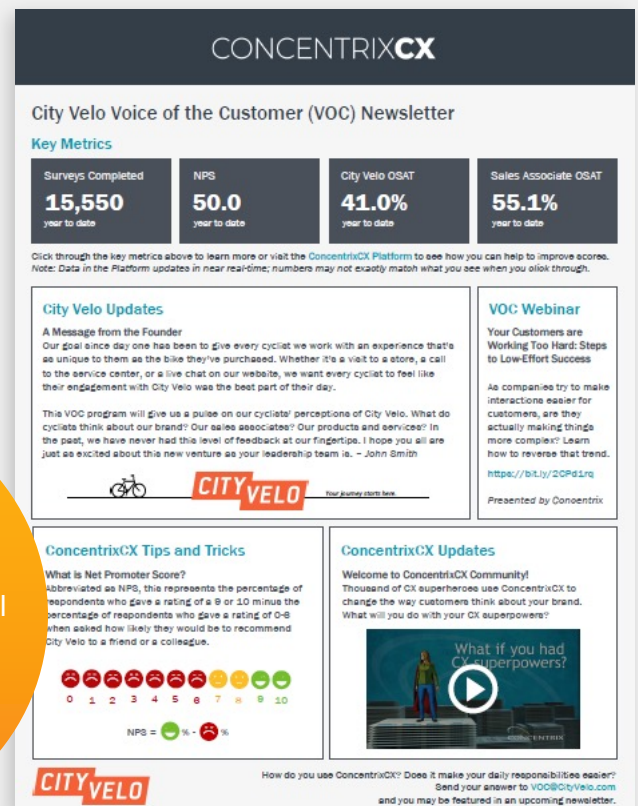 CONCENTRIXCX
City Velo Voice of the Customer (VOC) Newsletter
Key Metrics
Surveys Completed
15,550
year to date
NPS
50.0
year to date
City Velo OSAT
41.0%
year to date
Sales Associate OSAT
55.1%
year to date
Click through the key metrics above to learn more or visit the ConcentrixCX Platform to see how you can help to improve scores.
Note: Data in the Platform updates in near real-time; numbers may not exactly match what you see when you click through.
City Velo Updates
A Message from the Founder
Our goal since day one has been to give every cyclist we work with an experience that's
as unique to them as the bike they've purchased. Whether it's a visit to a store, a call
to the service center, or a live chat on our website, we want every cyclist to feel like
their engagement with City Velo was the best part of their day.
This VOC program will give us a pulse on our cyclists' perceptions of City Velo. What do
cyclists think about our brand? Our sales associates? Our products and services? In
the past, we have never had this level of feedback at our fingertips. I hope you all are
just as excited about this new venture as your leadership team is. – John Smith
CITY VELO
Your journey starts here.
VOC Webinar
Your Customers are
Working Too Hard: Steps
to Low-Effort Success
As companies try to make
interactions easier for
customers, are they
actually making things
more complex? Learn
how to reverse that trend.
https://bit.ly/2CPd1rq
Presented by Concentrix
l
ConcentrixCX Tips and Tricks
What is Net Promoter Score?
Abbreviated as NPS, this represents the percentage of
respondents who gave a rating of a 9 or 10 minus the
percentage of respondents who gave a rating of 0-6
when asked how likely they would be to recommend
City Velo to a friend or a colleague.
0 1 2 3 4 5 6 7 8 9 10
NPS = % - %
ConcentrixCX Updates
Welcome to ConcentrixCX Community!
Thousand of CX superheroes use ConcentrixCX to
change the way customers think about your brand.
What will you do with your CX superpowers?
What if you had
CX superpowers?
CONCENTRIX
CITY VELO
How do you use ConcentrixCX? Does it make your daily responsibilities easier?
Send your answer to VOC@CityVelo.com
and you may be featured in an upcoming newsletter.